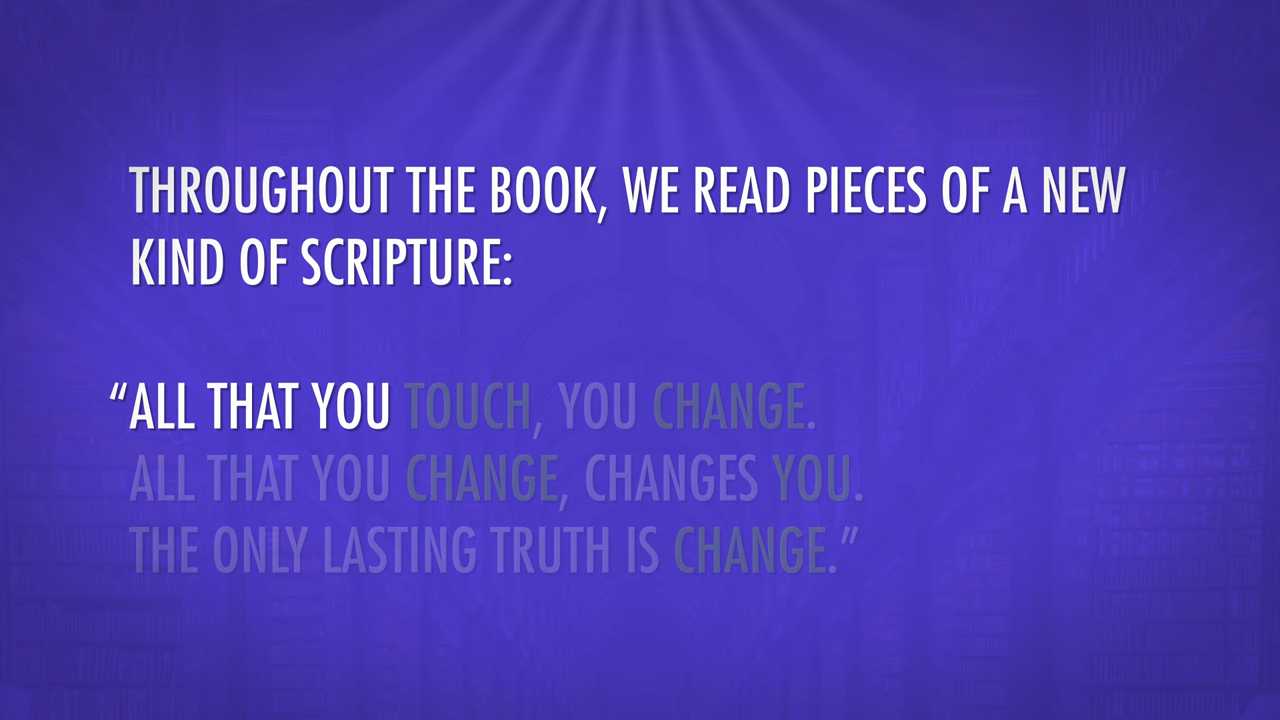 THROUGHOUT THE BOOK, WE READ PIECES OF A NEW
KIND OF SCRIPTURE:
“ALL THAT YOU TOUCH, YOU CHANGE.
ALL THAT YOU CHANGE, CHANGES YOU.
THE ONLY LASTING TRUTH IS CHANGE.”